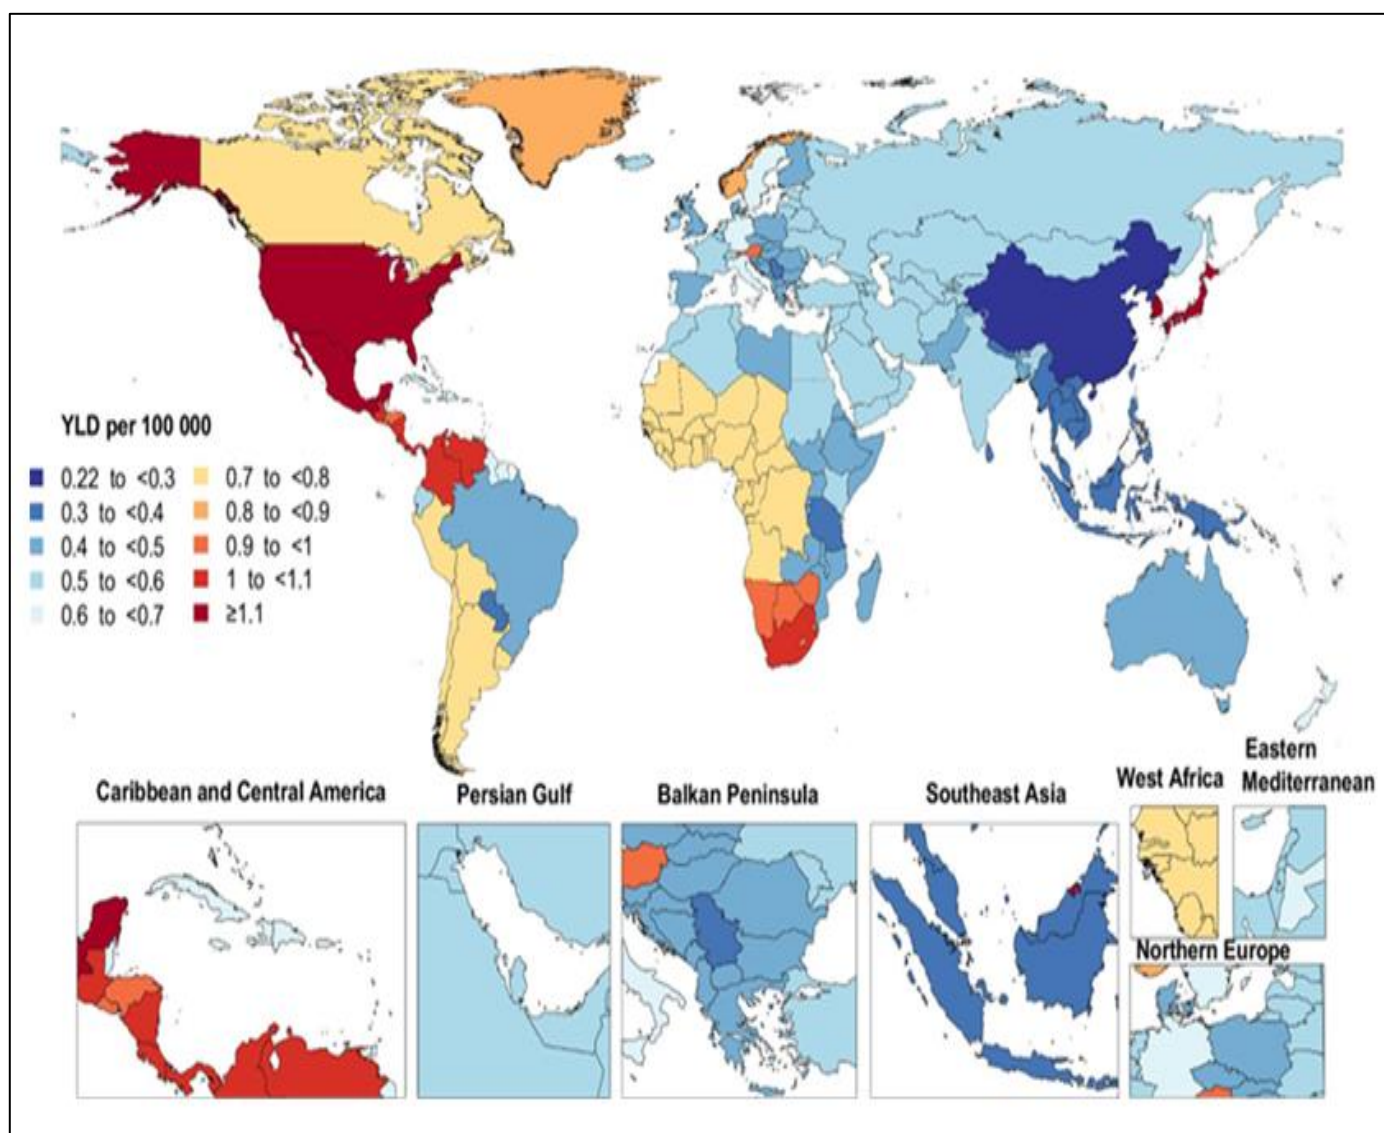 YLD per 100 000
0.22 to <0.3
0.3 to <0.4
0.4 to <0.5
0.5 to <0.6
0.6 to <0.7
0.7 to <0.8
0.8 to <0.9
0.9 to <1
1 to <1.1
≥1.1
Caribbean and Central America
Persian Gulf
Balkan Peninsula
Southeast Asia
West Africa
Eastern
Mediterranean
Northern Europe